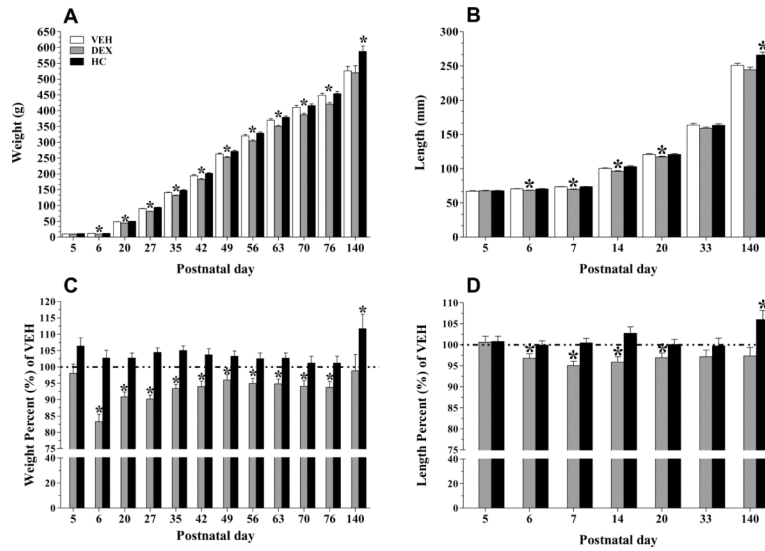 A
Weight (g)
650
600
550
500
450
400
350
300
250
200
150
100
50
0
VEH
DEX
HC
* * * * * * * * * * *
5 6 20 27 35 42 49 56 63 70 76 140
Postnatal day
B
Length (mm)
300
250
200
150
100
50
0
* * * * *
5 6 7 14 20 33 140
Postnatal day
C
Weight Percent (%) of VEH
120
115
110
105
100
95
90
85
80
75
40
20
0
* * * * * * * * * * *
5 6 20 27 35 42 49 56 63 70 76 140
Postnatal day
D
Length Percent (%) of VEH
110
105
100
95
90
85
80
75
40
20
0
* * * * *
5 6 7 14 20 33 140
Postnatal day